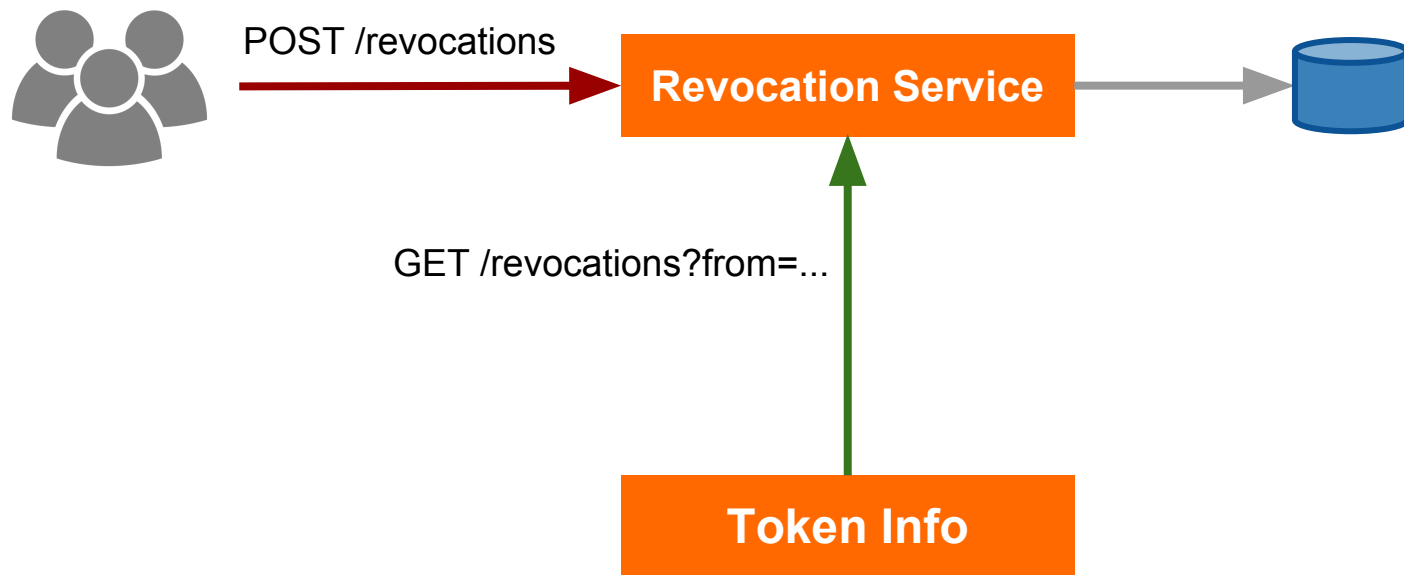 POST /revocations
Revocation Service
GET /revocations?from=...
Token Info